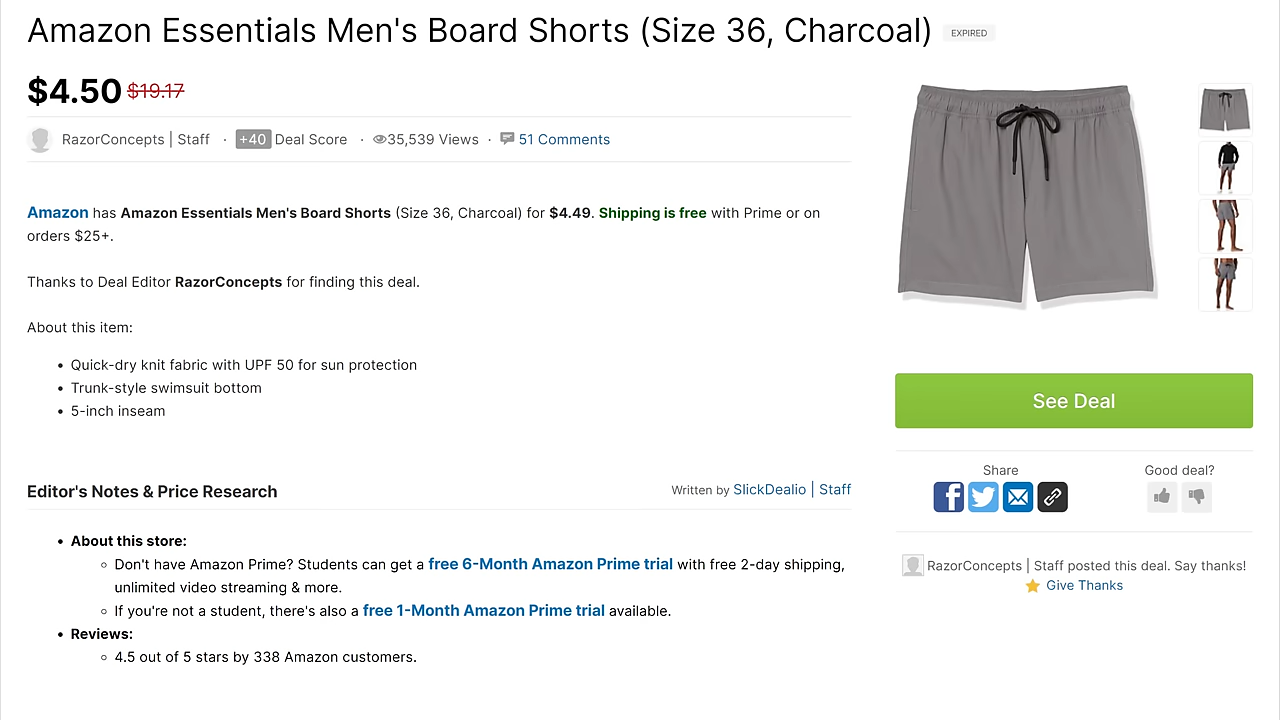 Amazon Essentials Men's Board Shorts (Size 36, Charcoal) EXPIRED
$4.50 $19.17
RazorConcepts | Staff · +40 Deal Score · 35,539 Views · 51 Comments
Amazon has Amazon Essentials Men's Board Shorts (Size 36, Charcoal) for $4.49. Shipping is free with Prime or on
orders $25+.
Thanks to Deal Editor RazorConcepts for finding this deal.
About this item:
• Quick-dry knit fabric with UPF 50 for sun protection
• Trunk-style swimsuit bottom
• 5-inch inseam
Editor's Notes & Price Research
Written by SlickDealio | Staff
• About this store:
◦ Don't have Amazon Prime? Students can get a free 6-Month Amazon Prime trial with free 2-day shipping,
unlimited video streaming & more.
◦ If you're not a student, there's also a free 1-Month Amazon Prime trial available.
• Reviews:
◦ 4.5 out of 5 stars by 338 Amazon customers.
See Deal
Share
Good deal?
RazorConcepts | Staff posted this deal. Say thanks!
Give Thanks